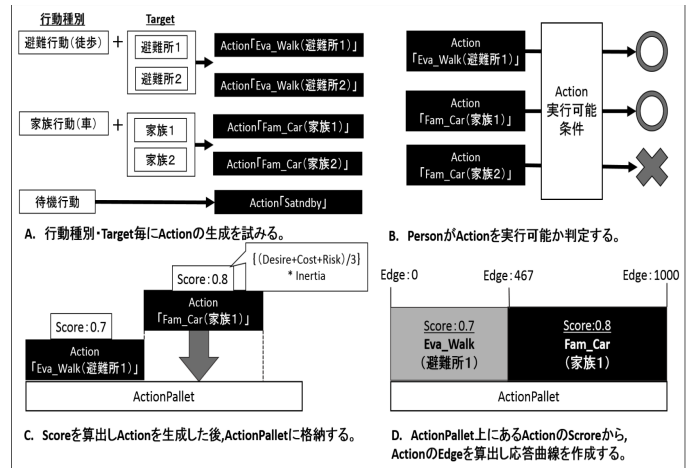 行動種別 Target
避難行動(徒歩) + 避難所1
避難所2
Action「Eva_Walk(避難所1)」
Action「Eva_Walk(避難所2)」
家族行動(車) + 家族1
家族2
Action「Fam_Car(家族1)」
Action「Fam_Car(家族2)」
待機行動
Action「Satndby」
A. 行動種別・Target毎にActionの生成を試みる。
Action
「Eva_Walk(避難所1)」
Action
「Fam_Car(家族1)」
Action
「Fam_Car(家族2)」
Action
実行可能
条件
B. PersonがActionを実行可能か判定する。
{(Desire+Cost+Risk)/3}
* Inertia
Score:0.8
Action
「Fam_Car(家族1)」
Score:0.7
Action
「Eva_Walk(避難所1)」
ActionPallet
C. Scoreを算出しActionを生成した後,ActionPalletに格納する。
Edge:0 Edge:467 Edge:1000
Score:0.7
Eva_Walk
(避難所1)
Score:0.8
Fam_Car
(家族1)
ActionPallet
D. ActionPallet上にあるActionのScroreから,
ActionのEdgeを算出し応答曲線を作成する。